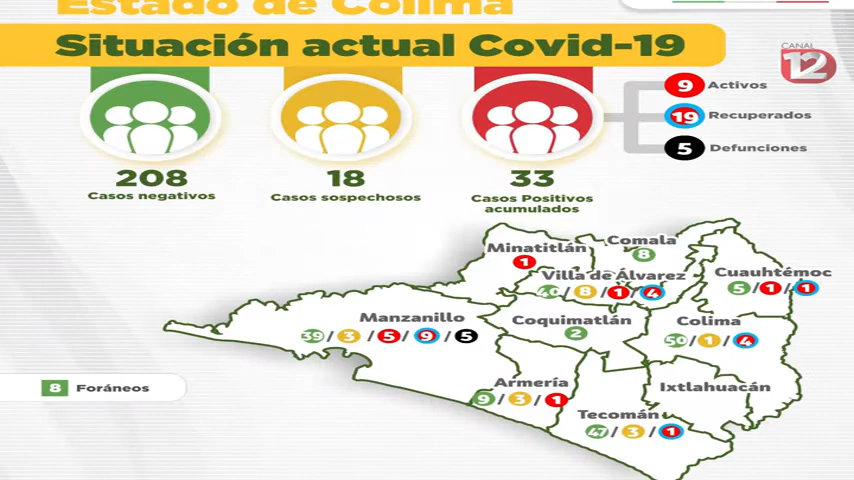 Estado de Colima
Situación actual Covid-19
CANAL
12
9 Activos
19 Recuperados
5 Defunciones
208
Casos negativos
18
Casos sospechosos
33
Casos Positivos
acumulados
Minatitlán
1
Comala
8
Villa de Álvarez
40/8/1/4
Cuauhtémoc
5/1/1
Manzanillo
39/3/5/9/5
Coquimatlán
2
Colima
50/1/4
8 Foráneos
Armería
9/3/1
Ixtlahuacán
Tecomán
47/3/1